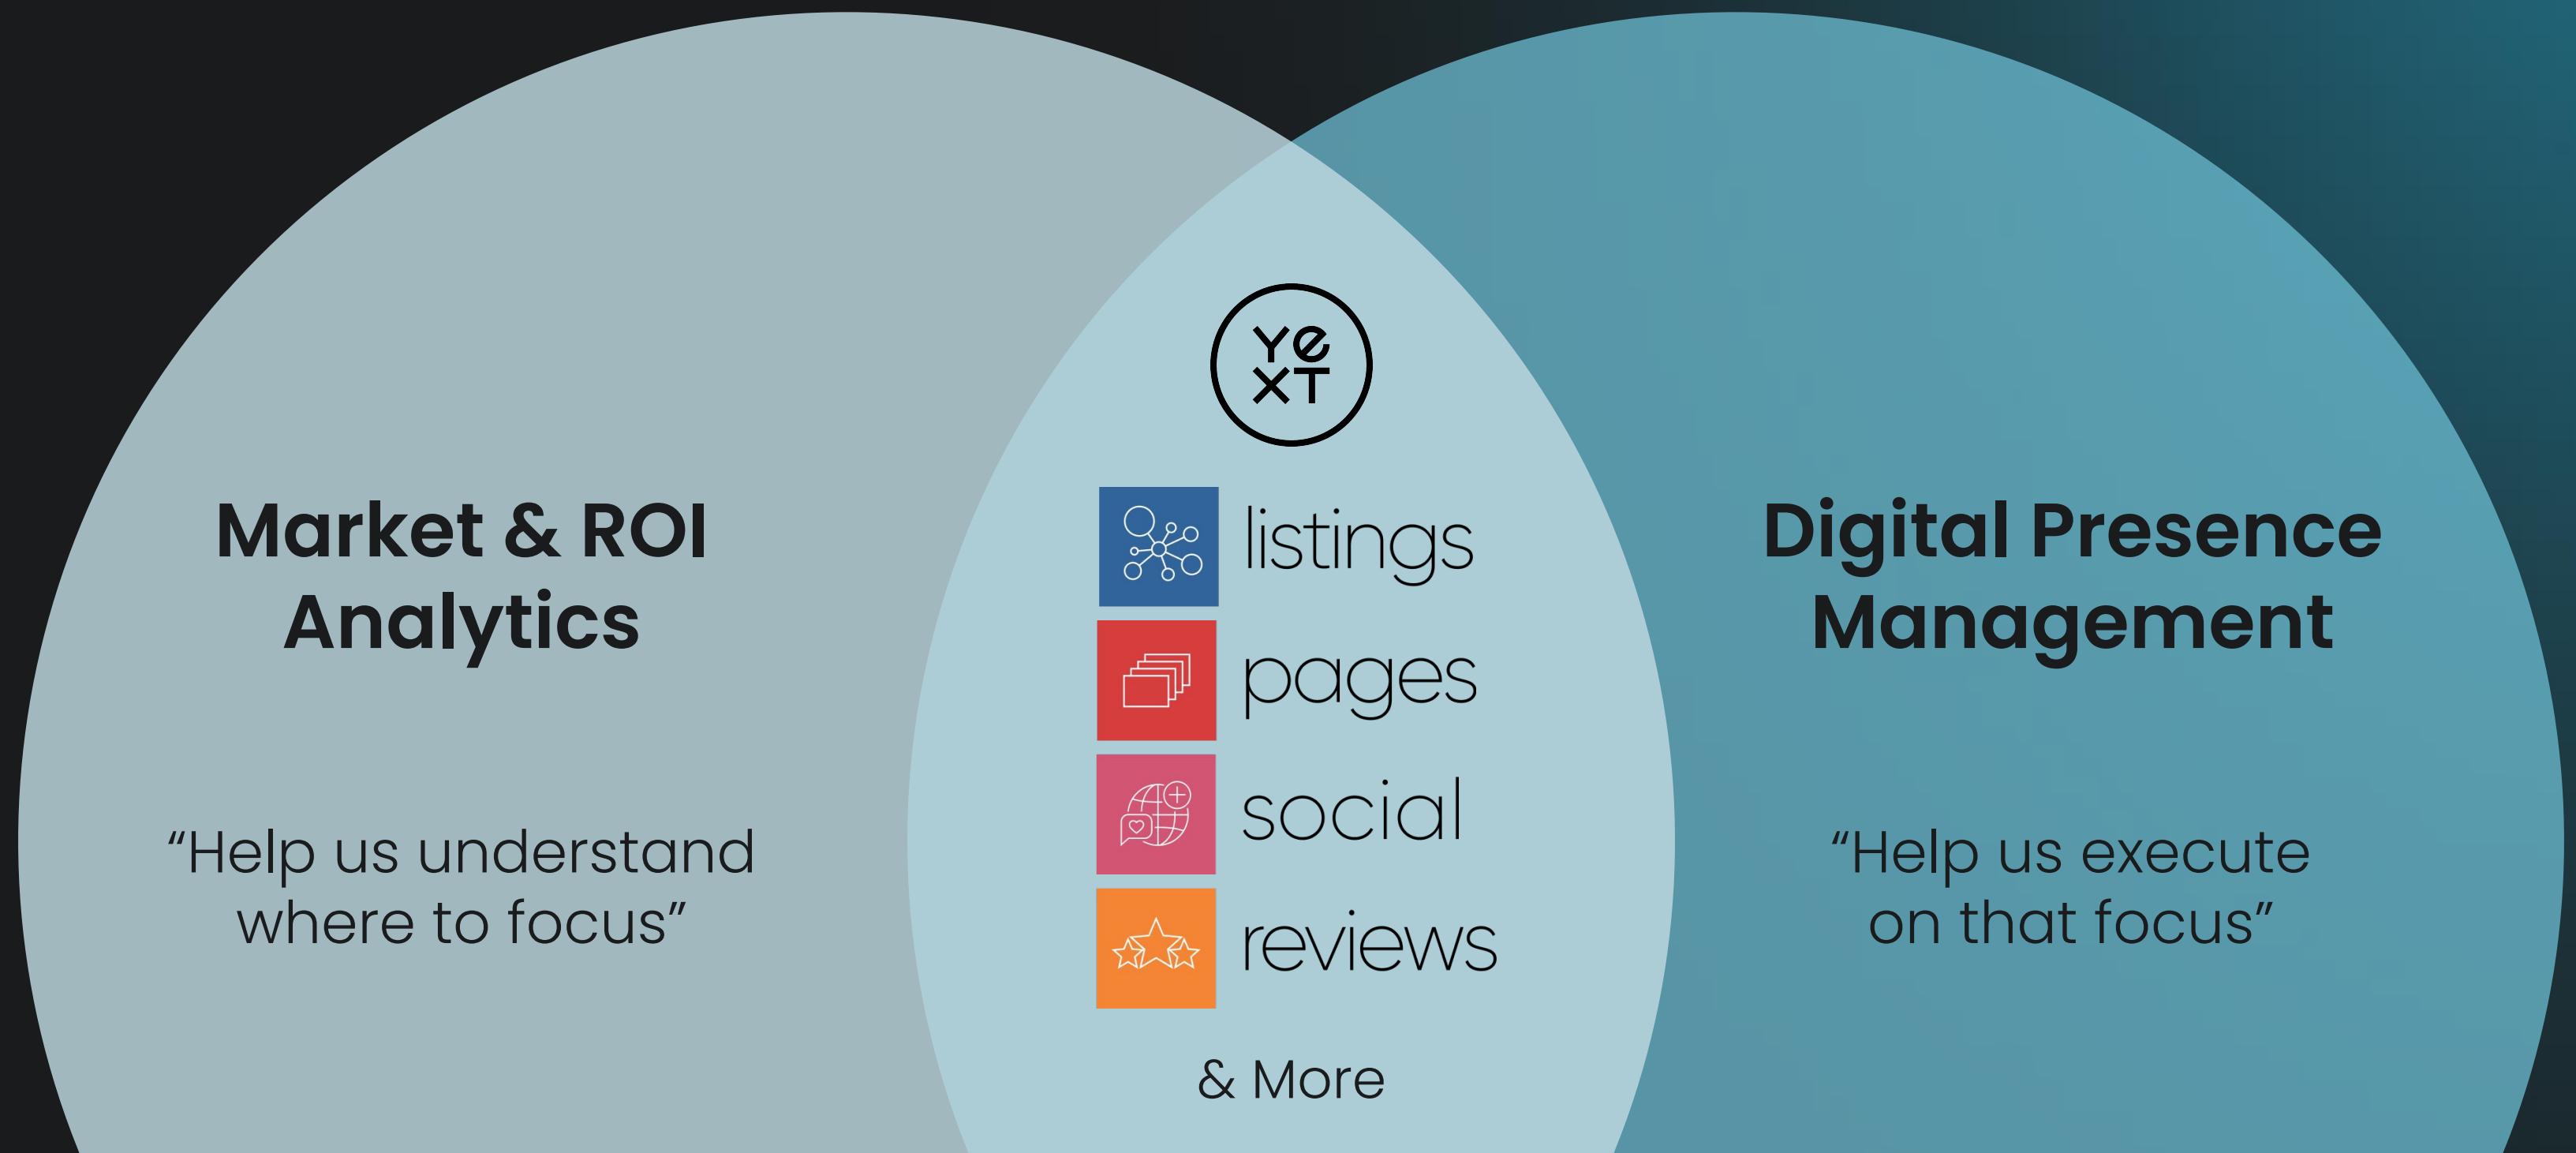 Market & ROI
Analytics
“Help us understand
where to focus”
YeXT
listings
pages
social
reviews
& More
Digital Presence
Management
“Help us execute
on that focus”